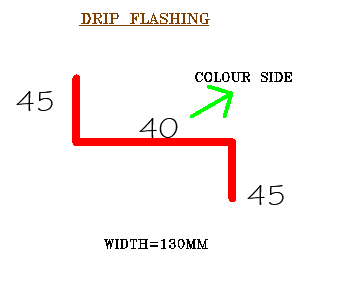 DRIP FLASHING
COLOUR SIDE
45
40
45
WIDTH=130MM